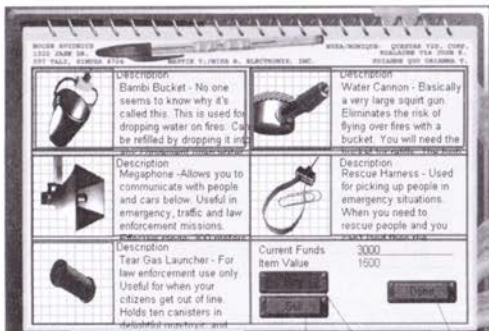 Description
Bambi Bucket - No one
seems to know why it's
called this. This is used for
dropping water on fires. Can
be refilled by dropping it into
Description
Water Cannon - Basically
a very large squirt gun.
Eliminates the risk of
flying over fires with a
bucket. You will need the
Description
Megaphone -Allows you to
communicate with people
and cars below. Useful in
emergency, traffic and law
enforcement missions.
Description
Rescue Harness - Used
for picking up people in
emergency situations.
When you need to
rescue people and you
Description
Tear Gas Launcher - For
law enforcement use only.
Useful for when your
citizens get out of line.
Holds ten canisters in
Current Funds 3000
Item Value 1500
Sell
Done